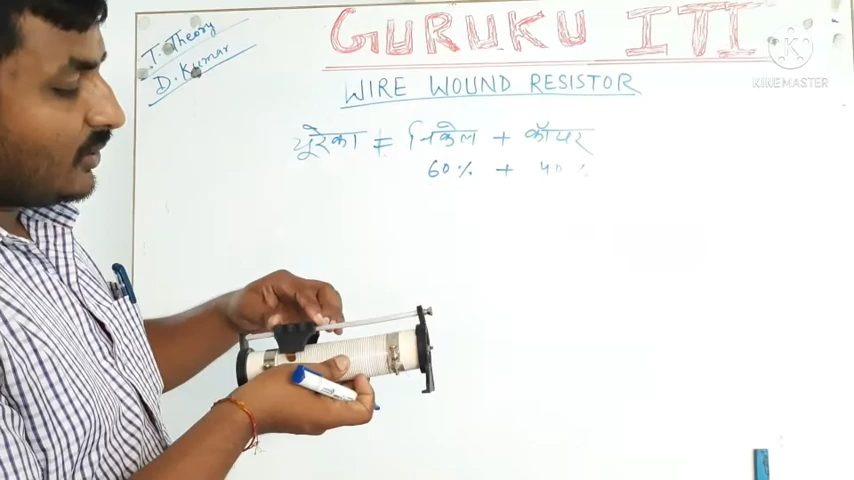 GURUKU ITI
T. Theory
D. Kumar
WIRE WOUND RESISTOR
यूरेका = निकेल + कॉपर
60% + 40 %
KINEMASTER